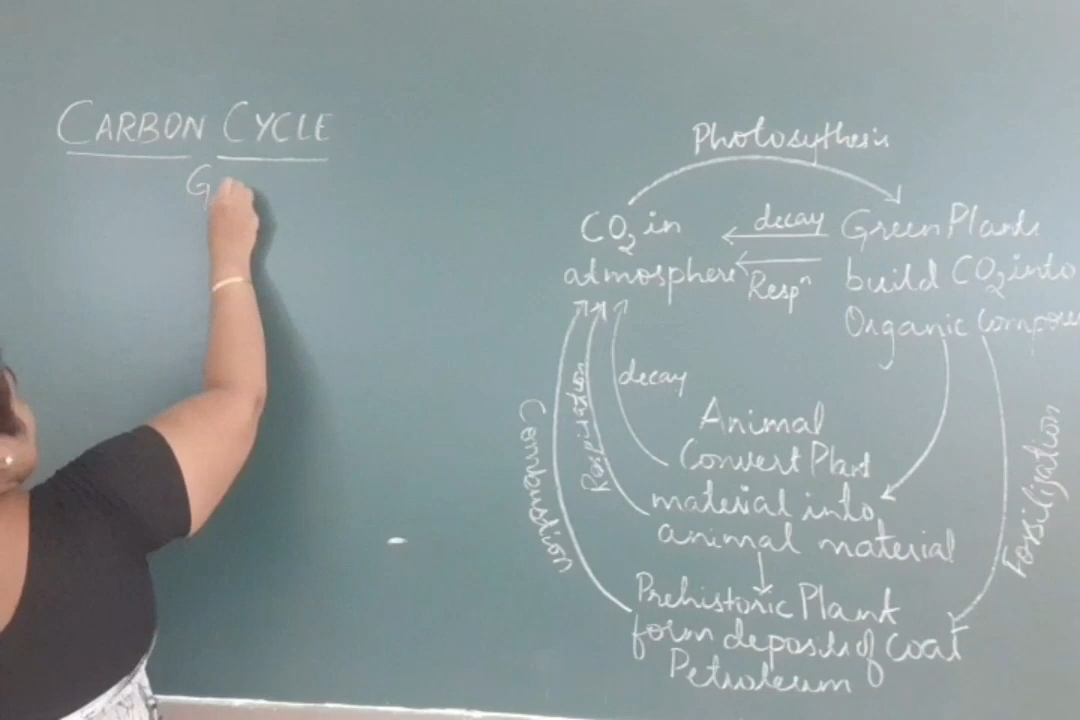 CARBON CYCLE
G
Photosythesis
CO2 in
atmosphere
decay
Respⁿ
Green Plants
build CO2 into
Organic Compou
decay
Respiration
Combustion
Fossilization
Animal
Convert Plant
material into
animal material
Prehistoric Plant
form deposits of Coal
Petroleum